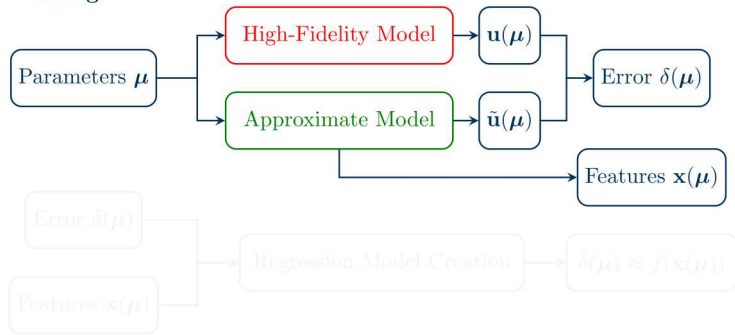 High-Fidelity Model
u(μ)
Parameters μ
Error δ(μ)
Approximate Model
ũ(μ)
Features x(μ)
Error δ(μ)
Regression Model Creation
δ̂(μ) ≈ f(x(μ))
Features x(μ)